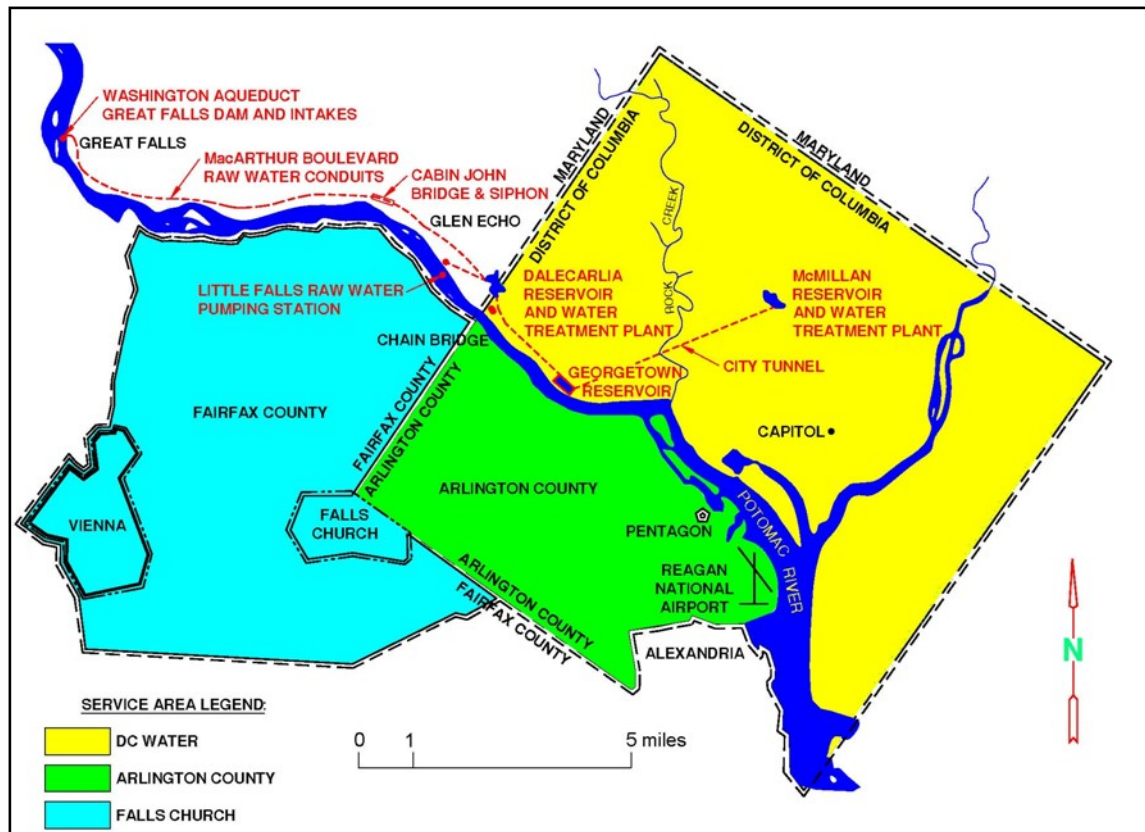 WASHINGTON AQUEDUCT
GREAT FALLS DAM AND INTAKES
GREAT FALLS
MacARTHUR BOULEVARD
RAW WATER CONDUITS
CABIN JOHN
BRIDGE & SIPHON
GLEN ECHO
MARYLAND
DISTRICT OF COLUMBIA
MARYLAND
DISTRICT OF COLUMBIA
CREEK
ROCK
LITTLE FALLS RAW WATER
PUMPING STATION
DALECARLIA
RESERVOIR
AND WATER
TREATMENT PLANT
McMILLAN
RESERVOIR
AND WATER
TREATMENT PLANT
CHAIN BRIDGE
CITY TUNNEL
GEORGETOWN
RESERVOIR
FAIRFAX COUNTY
FAIRFAX COUNTY
ARLINGTON COUNTY
CAPITOL
ARLINGTON COUNTY
VIENNA
FALLS
CHURCH
PENTAGON
POTOMAC RIVER
ARLINGTON COUNTY
FAIRFAX COUNTY
REAGAN
NATIONAL
AIRPORT
ALEXANDRIA
N
SERVICE AREA LEGEND:
DC WATER
ARLINGTON COUNTY
FALLS CHURCH
0 1 5 miles